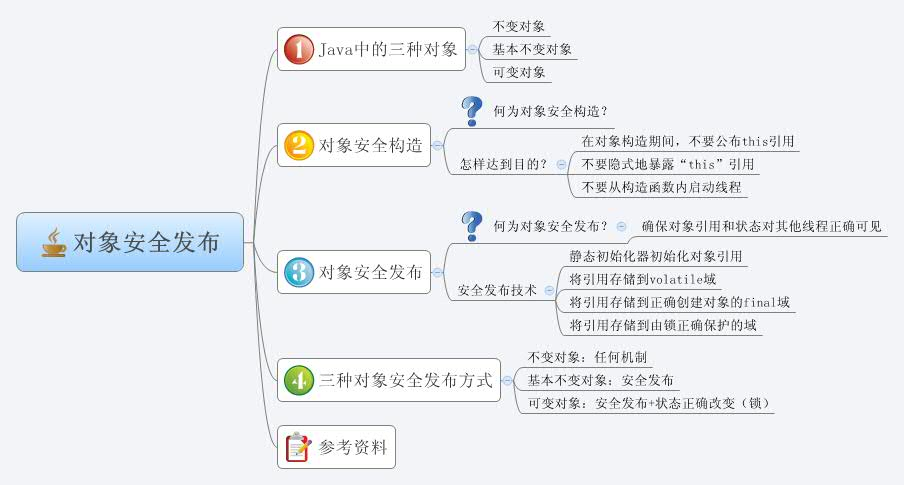 对象安全发布
1 Java中的三种对象
不变对象
基本不变对象
可变对象
2 对象安全构造
? 何为对象安全构造?
怎样达到目的?
在对象构造期间，不要公布this引用
不要隐式地暴露“this”引用
不要从构造函数内启动线程
3 对象安全发布
? 何为对象安全发布?
确保对象引用和状态对其他线程正确可见
安全发布技术
静态初始化器初始化对象引用
将引用存储到volatile域
将引用存储到正确创建对象的final域
将引用存储到由锁正确保护的域
4 三种对象安全发布方式
不变对象：任何机制
基本不变对象：安全发布
可变对象：安全发布+状态正确改变（锁）
参考资料